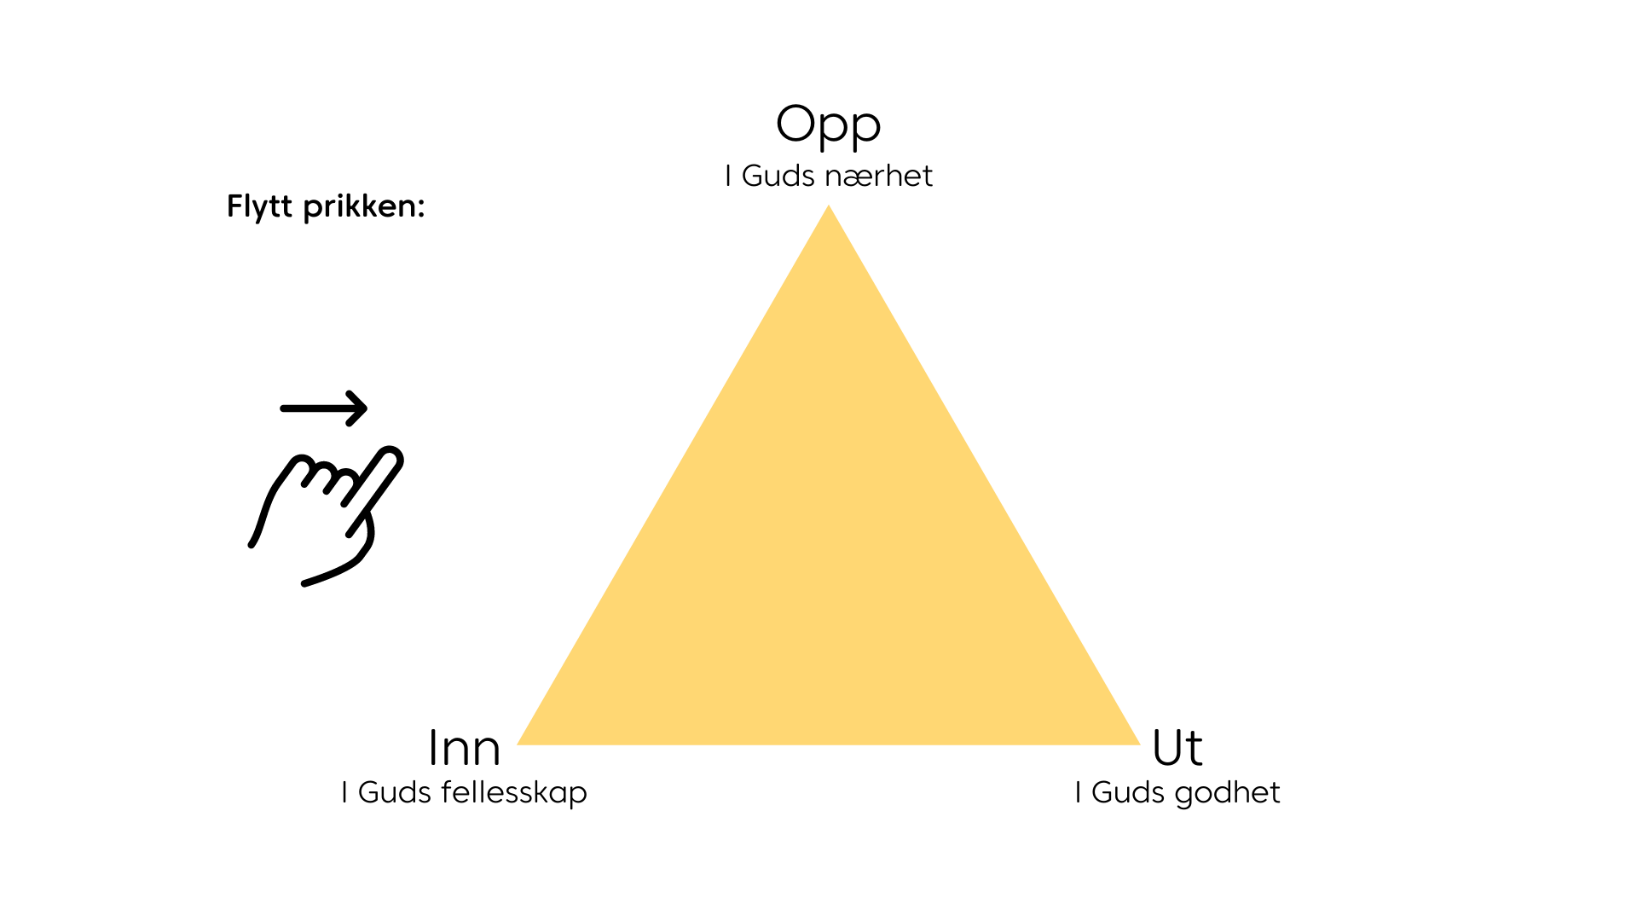 Opp
I Guds nærhet
Flytt prikken:
Inn
I Guds fellesskap
Ut
I Guds godhet